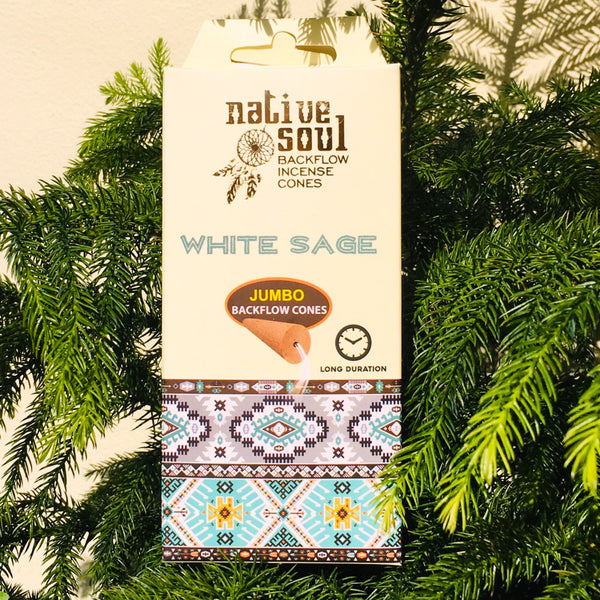 native
soul
BACKFLOW
INCENSE
CONES
WHITE SAGE
JUMBO
BACKFLOW CONES
LONG DURATION